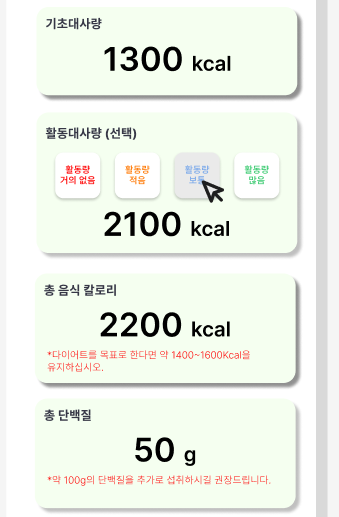 기초대사량
1300 kcal
활동대사량 (선택)
활동량
거의 없음
활동량
적음
활동량
보통
활동량
많음
2100 kcal
총 음식 칼로리
2200 kcal
*다이어트를 목표로 한다면 약 1400~1600Kcal을
유지하십시오.
총 단백질
50 g
*약 100g의 단백질을 추가로 섭취하시길 권장드립니다.